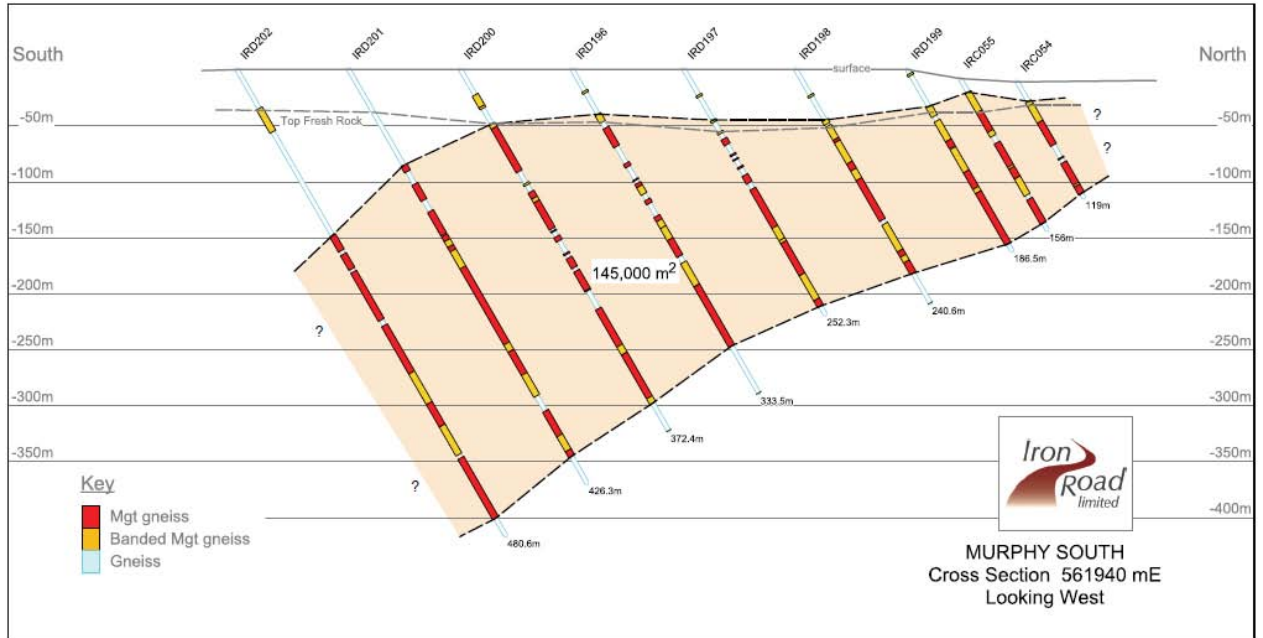 South
IRD202
IRD201
IRD200
IRD196
IRD197
IRD198
IRD199
IRC055
IRC054
North
surface
-50m
Top Fresh Rock
?
-50m
?
-100m
-100m
119m
-150m
156m
-150m
186.5m
145,000 m²
-200m
-200m
240.6m
252.3m
?
-250m
-250m
-300m
333.5m
-300m
372.4m
-350m
-350m
426.3m
?
Key
Mgt gneiss
Banded Mgt gneiss
Gneiss
480.6m
-400m
Iron
Road
limited
MURPHY SOUTH
Cross Section 561940 mE
Looking West